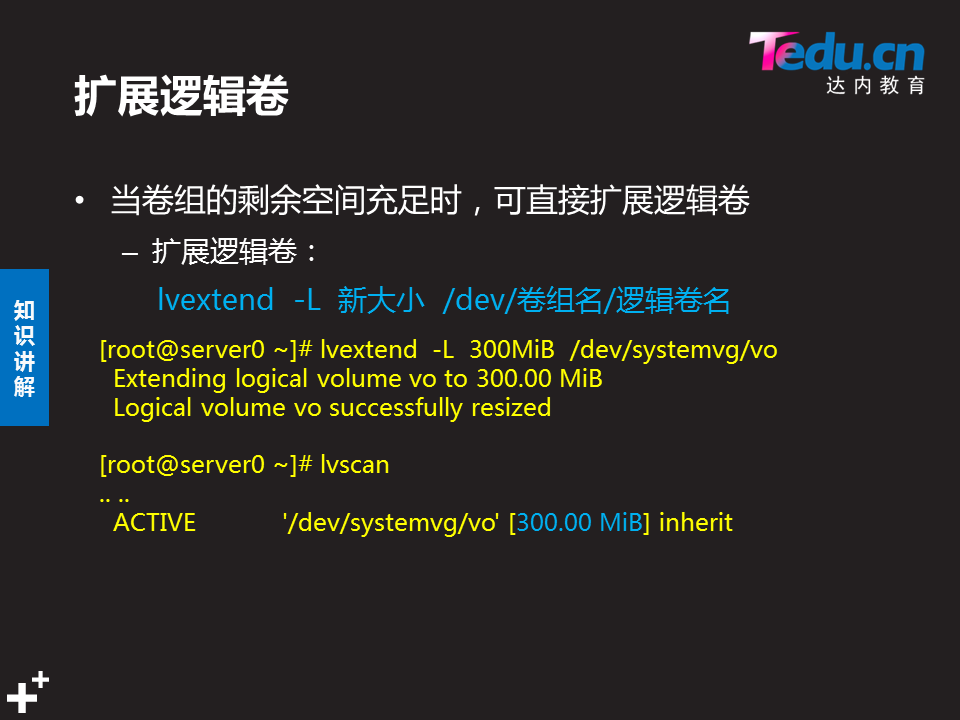 Tedu.cn
达内教育
扩展逻辑卷
• 当卷组的剩余空间充足时，可直接扩展逻辑卷
– 扩展逻辑卷：
lvextend -L 新大小 /dev/卷组名/逻辑卷名
知识讲解
[root@server0 ~]# lvextend -L 300MiB /dev/systemvg/vo
Extending logical volume vo to 300.00 MiB
Logical volume vo successfully resized
[root@server0 ~]# lvscan
.. ..
ACTIVE '/dev/systemvg/vo' [300.00 MiB] inherit